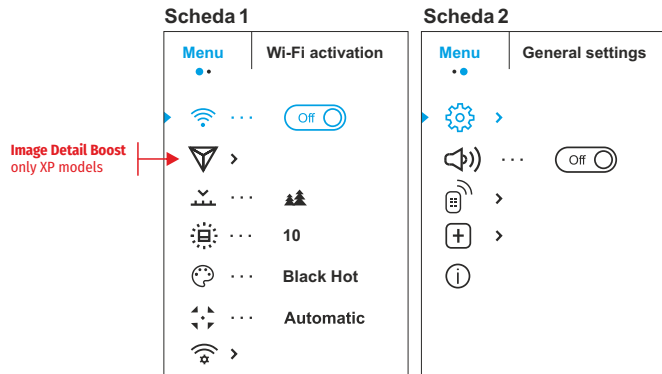 Scheda 1
Menu
Wi-Fi activation
Off
Image Detail Boost
only XP models
10
Black Hot
Automatic
Scheda 2
Menu
General settings
Off